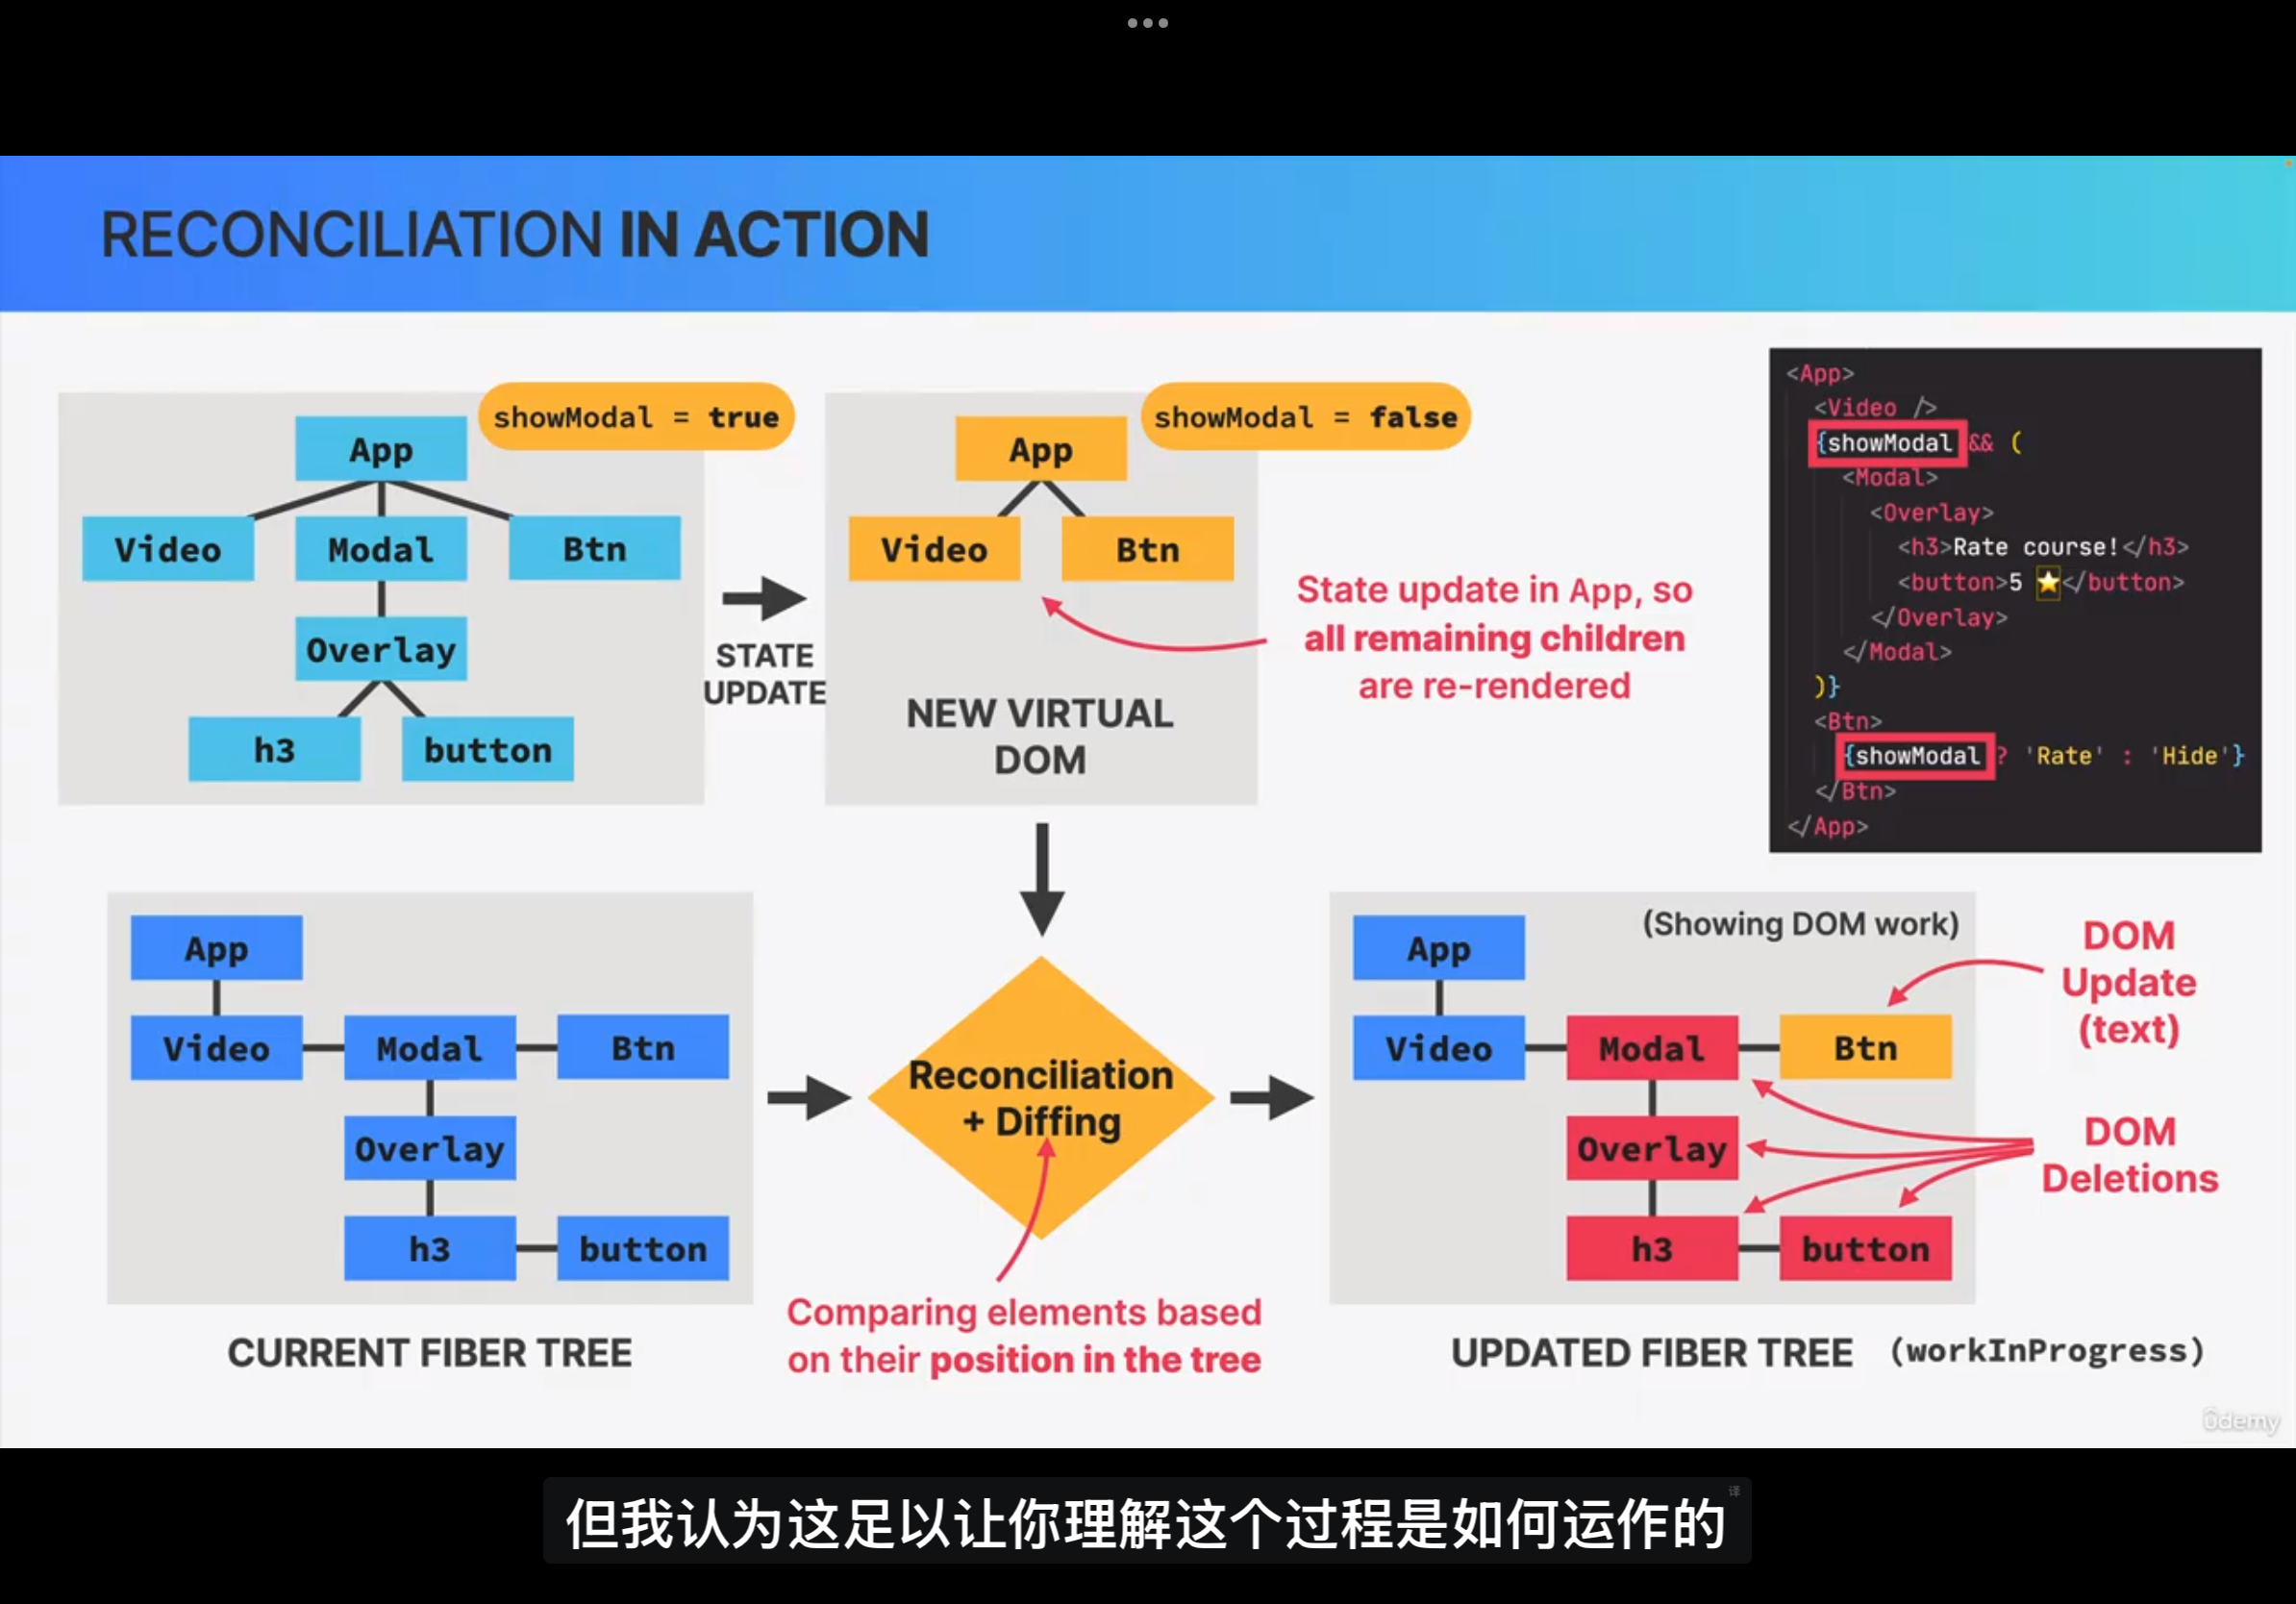 RECONCILIATION IN ACTION
showModal = true
App
Video
Modal
Btn
Overlay
h3
button
STATE
UPDATE
showModal = false
App
Video
Btn
NEW VIRTUAL
DOM
State update in App, so
all remaining children
are re-rendered
<App>
<Video />
{showModal && (
<Modal>
<Overlay>
<h3>Rate course!</h3>
<button>5 ⭐</button>
</Overlay>
</Modal>
)}
<Btn>
{showModal ? 'Rate' : 'Hide'}
</Btn>
</App>
App
Video
Modal
Btn
Overlay
h3
button
CURRENT FIBER TREE
Reconciliation
+ Diffing
Comparing elements based
on their position in the tree
(Showing DOM work)
App
Video
Modal
Btn
Overlay
h3
button
DOM
Update
(text)
DOM
Deletions
UPDATED FIBER TREE (workInProgress)
ûdemy
但我认为这足以让你理解这个过程是如何运作的
译